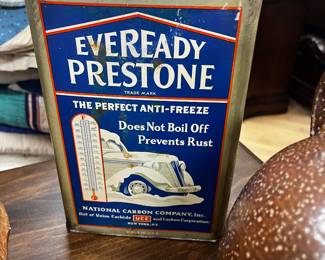 EVEREADY
PRESTONE
TRADE MARK
THE PERFECT ANTI-FREEZE
Does Not Boil Off
Prevents Rust
NATIONAL CARBON COMPANY, Inc.
Unit of Union Carbide UCC and Carbon Corporation
NEW YORK, N.Y.